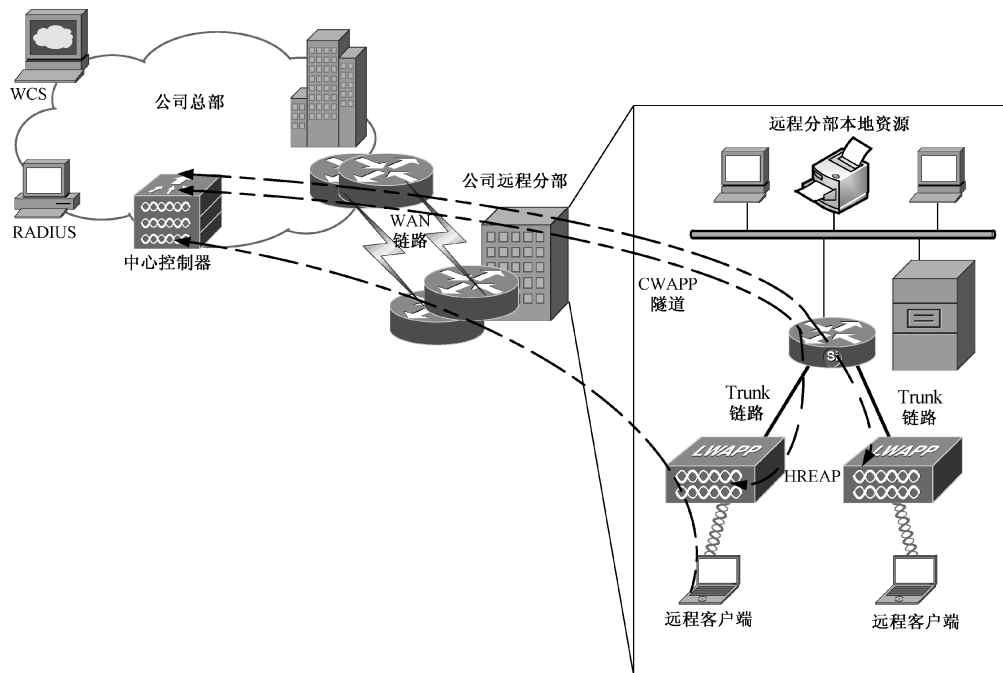 WCS
公司总部
RADIUS
中心控制器
WAN
链路
公司远程分部
远程分部本地资源
CWAPP
隧道
Si
Trunk
链路
Trunk
链路
LWAPP
LWAPP
HREAP
远程客户端
远程客户端